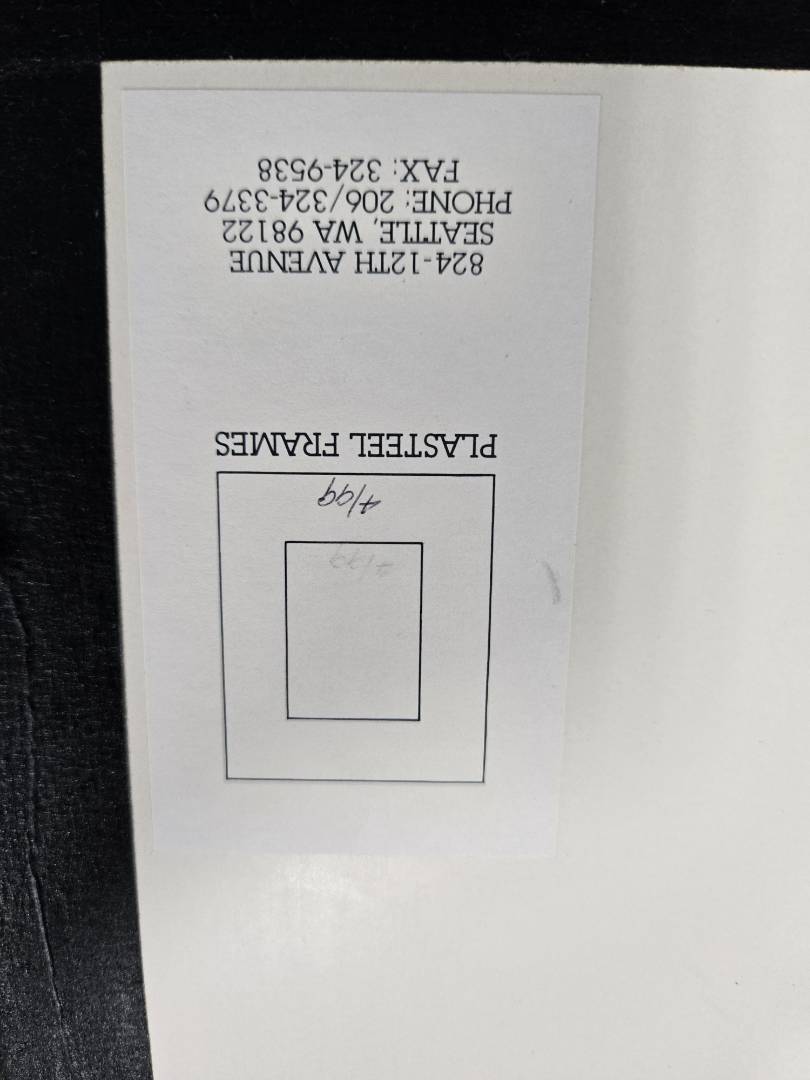 4/99
PLASTEEL FRAMES
824-12TH AVENUE
SEATTLE, WA 98122
PHONE: 206/324-3379
FAX: 324-9538